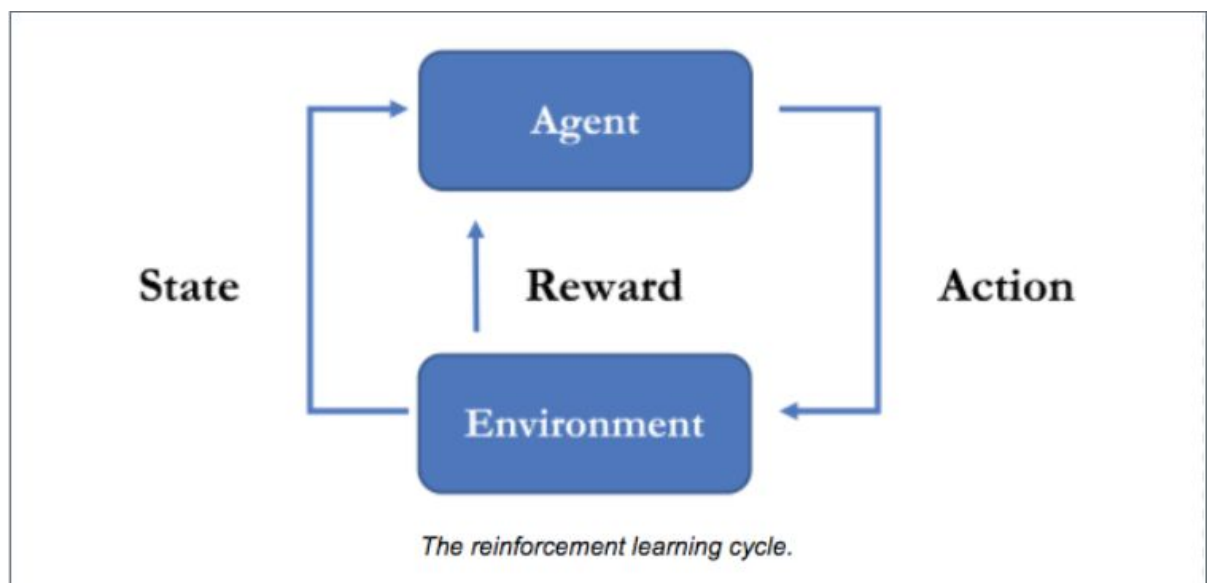 Agent
State
Reward
Action
Environment
The reinforcement learning cycle.